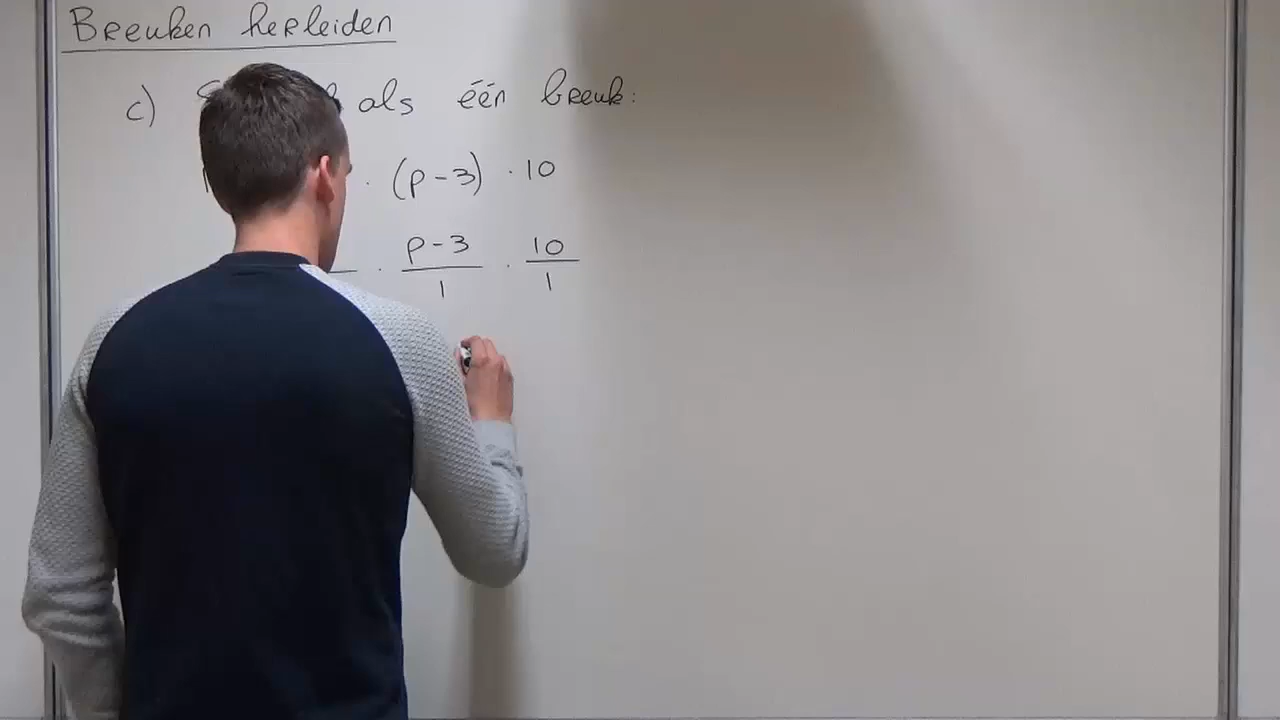 Breuken herleiden
c) als één breuk:
· (p-3) · 10
· p-3 · 10
1 1